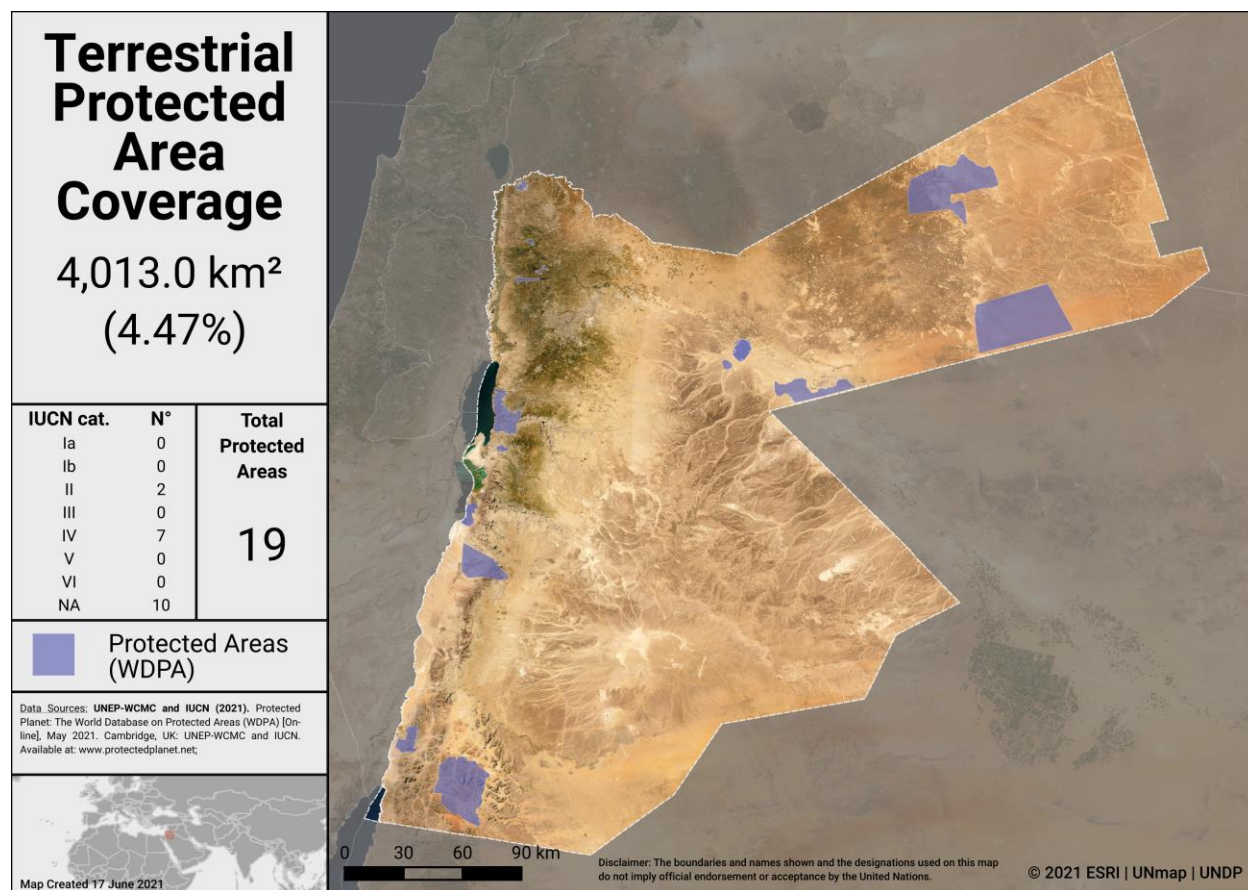 Terrestrial
Protected
Area
Coverage
4,013.0 km²
(4.47%)
IUCN cat. N°
Ia 0
Ib 0
II 2
III 0
IV 7
V 0
VI 0
NA 10
Total
Protected
Areas
19
Protected Areas
(WDPA)
Data Sources: UNEP-WCMC and IUCN (2021). Protected
Planet: The World Database on Protected Areas (WDPA) [On-
line], May 2021. Cambridge, UK: UNEP-WCMC and IUCN.
Available at: www.protectedplanet.net;
Map Created 17 June 2021
0 30 60 90 km
Disclaimer: The boundaries and names shown and the designations used on this map
do not imply official endorsement or acceptance by the United Nations.
© 2021 ESRI | UNmap | UNDP